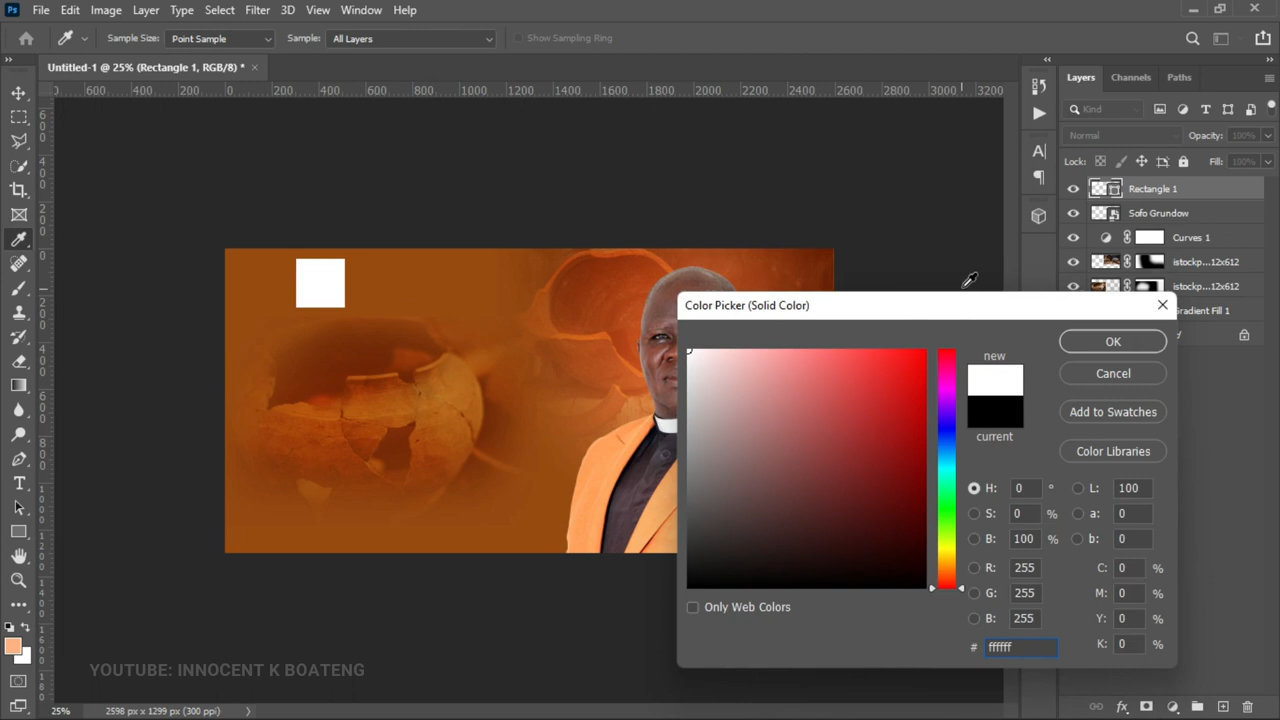 Ps File Edit Image Layer Type Select Filter 3D View Window Help
Sample Size: Point Sample Sample: All Layers Show Sampling Ring
Untitled-1 @ 25% (Rectangle 1, RGB/8) * ×
600 400 200 0 200 400 600 800 1000 1200 1400 1600 1800 2000 2200 2400 2600 2800 3000 3200
Layers Channels Paths
Kind
Normal Opacity: 100%
Lock: Fill: 100%
Rectangle 1
Sofo Grundow
Curves 1
istockp...12x612
istockp...12x612
Gradient Fill 1
Color Picker (Solid Color)
new
current
OK
Cancel
Add to Swatches
Color Libraries
H: 0 ° L: 100
S: 0 % a: 0
B: 100 % b: 0
R: 255 C: 0 %
G: 255 M: 0 %
B: 255 Y: 0 %
# ffffff K: 0 %
Only Web Colors
YOUTUBE: INNOCENT K BOATENG
25% 2598 px x 1299 px (300 ppi)